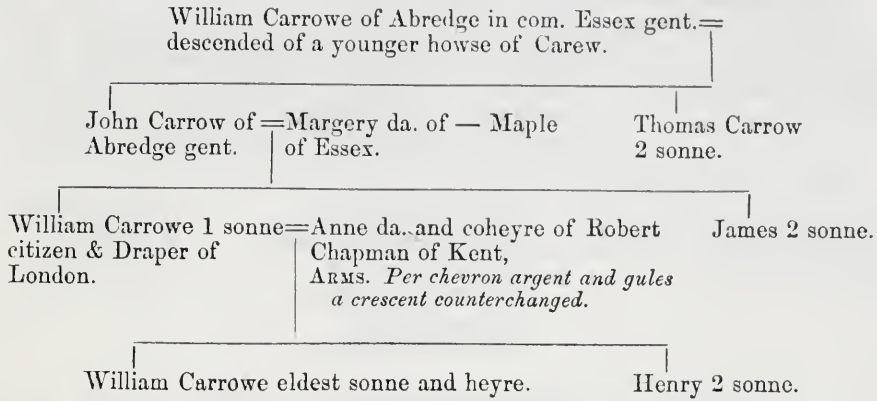 William Carrowe of Abredge in com. Essex gent.=
descended of a younger howse of Carew.
John Carrow of =Margery da. of — Maple
Abredge gent. of Essex.
Thomas Carrow
2 sonne.
William Carrowe 1 sonne=Anne da. and coheyre of Robert
citizen & Draper of Chapman of Kent,
London. ARMS. Per chevron argent and gules
a crescent counterchanged.
James 2 sonne.
William Carrowe eldest sonne and heyre.
Henry 2 sonne.